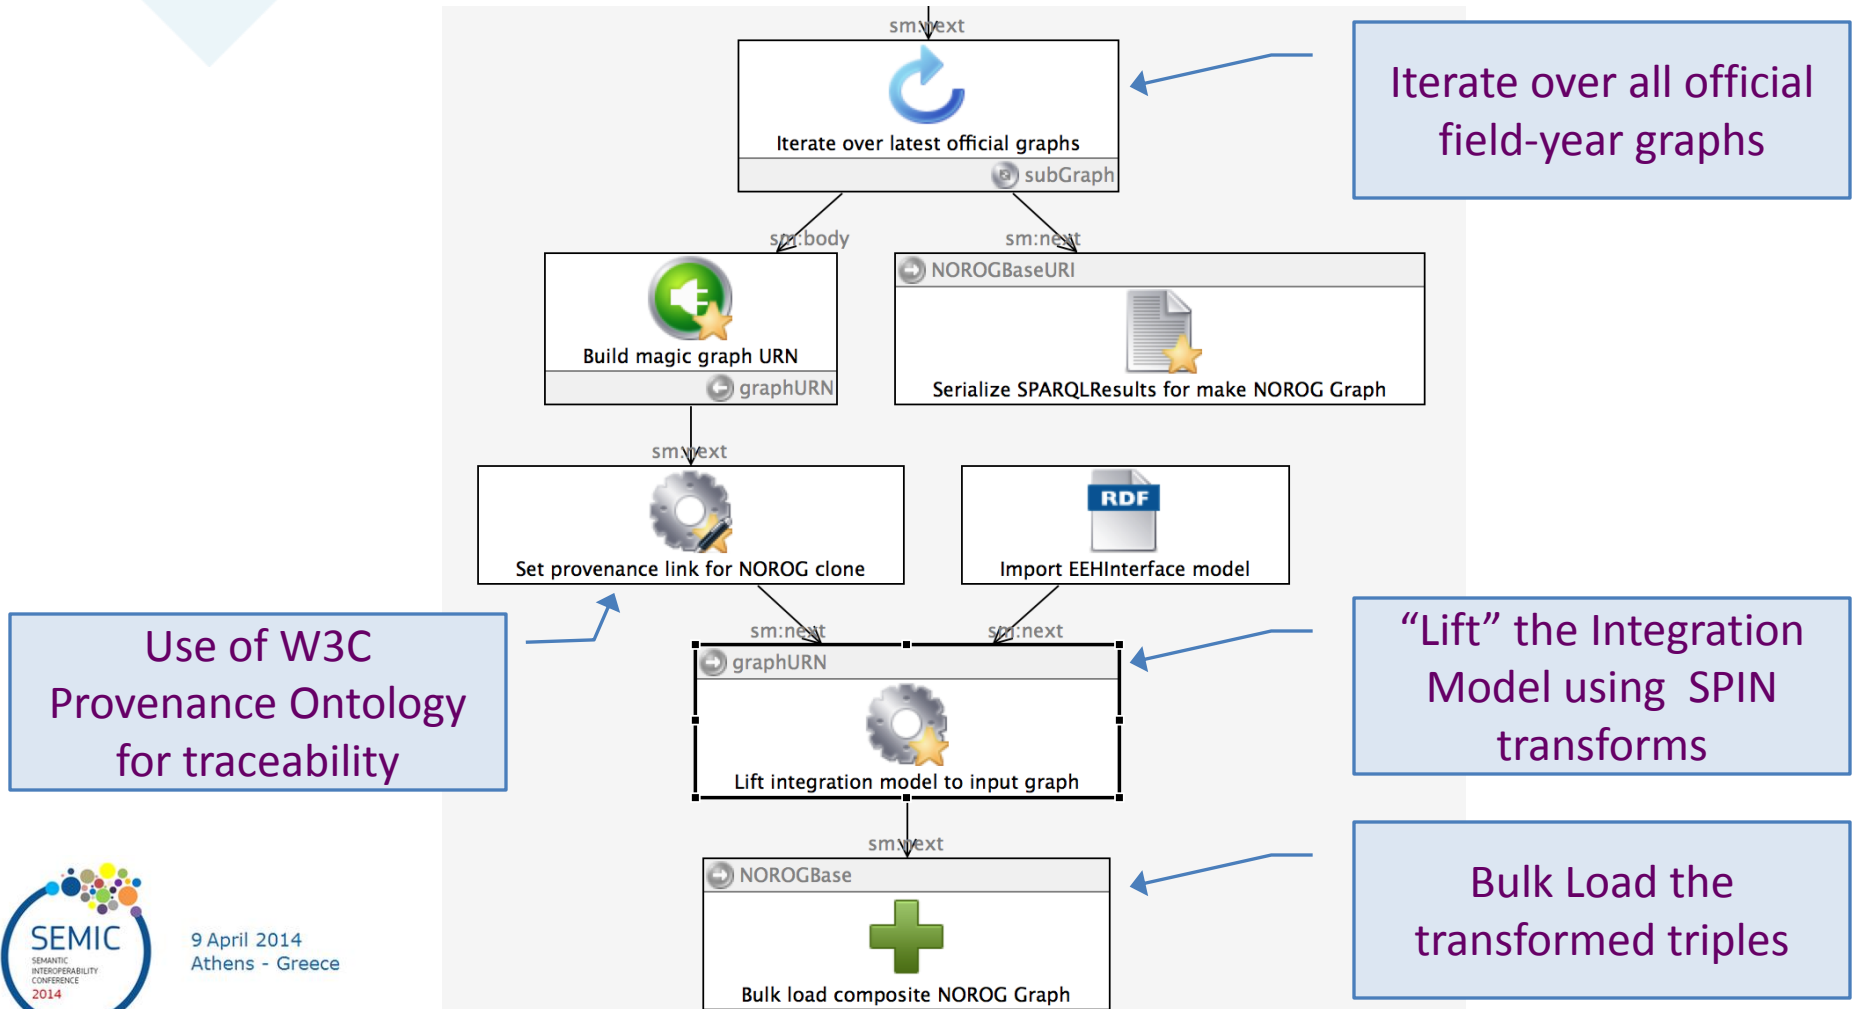 sm:next
Iterate over latest official graphs
subGraph
Iterate over all official
field-year graphs
sm:body
sm:next
Build magic graph URN
graphURN
NOROGBaseURI
Serialize SPARQLResults for make NOROG Graph
sm:next
Set provenance link for NOROG clone
RDF
Import EEHInterface model
Use of W3C
Provenance Ontology
for traceability
sm:next
sm:next
graphURN
Lift integration model to input graph
“Lift” the Integration
Model using SPIN
transforms
sm:next
NOROGBase
Bulk load composite NOROG Graph
Bulk Load the
transformed triples
SEMIC
SEMANTIC
INTEROPERABILITY
CONFERENCE
2014
9 April 2014
Athens - Greece